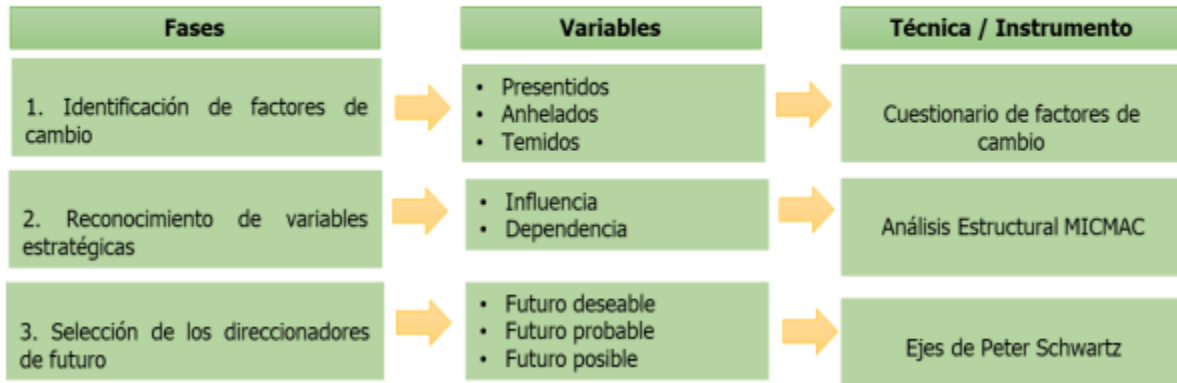 Fases
Variables
Técnica / Instrumento
1. Identificación de factores de
cambio
• Presentidos
• Anhelados
• Temidos
Cuestionario de factores de
cambio
2. Reconocimiento de variables
estratégicas
• Influencia
• Dependencia
Análisis Estructural MICMAC
3. Selección de los direccionadores
de futuro
• Futuro deseable
• Futuro probable
• Futuro posible
Ejes de Peter Schwartz